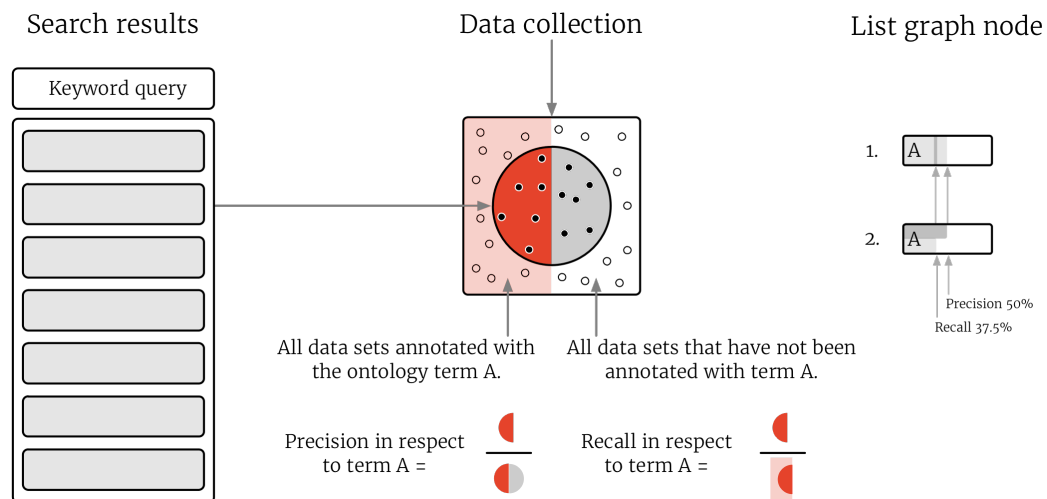 Search results
Data collection
List graph node
Keyword query
1.
A
2.
A
Precision 50%
Recall 37.5%
All data sets annotated with
the ontology term A.
All data sets that have not been
annotated with term A.
Precision in respect
to term A =
Recall in respect
to term A =